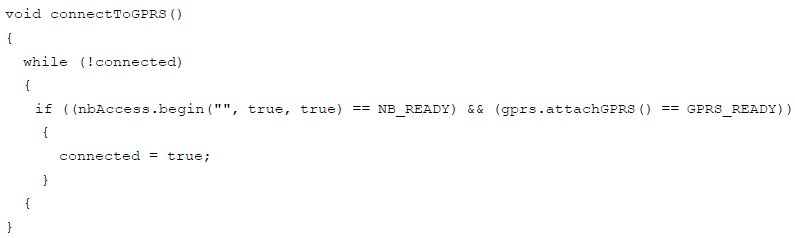 void connectToGPRS()
{
  while (!connected)
  {
    if ((nbAccess.begin("", true, true) == NB_READY) && (gprs.attachGPRS() == GPRS_READY))
    {
      connected = true;
    }
  {
}